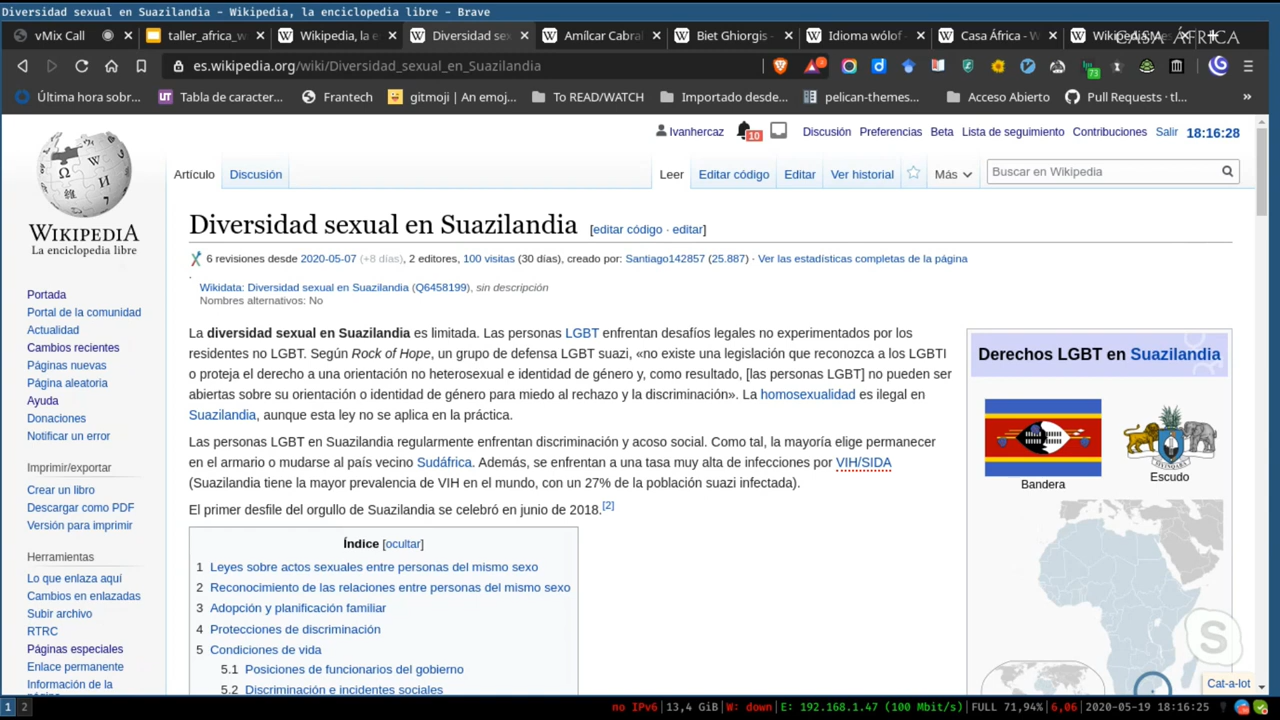 Diversidad sexual en Suazilandia - Wikipedia, la enciclopedia libre - Brave
vMix Call
taller_africa_w
Wikipedia, la e
Diversidad sex
Amílcar Cabral
Biet Ghiorgis -
Idioma wólof -
Casa África - W
CASA ÁFRICA
es.wikipedia.org/wiki/Diversidad_sexual_en_Suazilandia
73
Última hora sobr...
Tabla de caracter...
Frantech
gitmoji | An emoj...
To READ/WATCH
Importado desde...
pelican-themes...
Acceso Abierto
Pull Requests · tl...
»
Ivanhercaz
10
Discusión
Preferencias
Beta
Lista de seguimiento
Contribuciones
Salir
18:16:28
WIKIPEDIA
La enciclopedia libre
Artículo
Discusión
Leer
Editar código
Editar
Ver historial
Más
Buscar en Wikipedia
Portada
Portal de la comunidad
Actualidad
Cambios recientes
Páginas nuevas
Página aleatoria
Ayuda
Donaciones
Notificar un error
Imprimir/exportar
Crear un libro
Descargar como PDF
Versión para imprimir
Herramientas
Lo que enlaza aquí
Cambios en enlazadas
Subir archivo
RTRC
Páginas especiales
Enlace permanente
Información de la
Diversidad sexual en Suazilandia [editar código · editar]
6 revisiones desde 2020-05-07 (+8 días), 2 editores, 100 visitas (30 días), creado por: Santiago142857 (25.887) · Ver las estadísticas completas de la página
.
Wikidata: Diversidad sexual en Suazilandia (Q6458199), sin descripción
Nombres alternativos: No
La diversidad sexual en Suazilandia es limitada. Las personas LGBT enfrentan desafíos legales no experimentados por los
residentes no LGBT. Según Rock of Hope, un grupo de defensa LGBT suazi, «no existe una legislación que reconozca a los LGBTI
o proteja el derecho a una orientación no heterosexual e identidad de género y, como resultado, [las personas LGBT] no pueden ser
abiertas sobre su orientación o identidad de género para miedo al rechazo y la discriminación». La homosexualidad es ilegal en
Suazilandia, aunque esta ley no se aplica en la práctica.
Las personas LGBT en Suazilandia regularmente enfrentan discriminación y acoso social. Como tal, la mayoría elige permanecer
en el armario o mudarse al país vecino Sudáfrica. Además, se enfrentan a una tasa muy alta de infecciones por VIH/SIDA
(Suazilandia tiene la mayor prevalencia de VIH en el mundo, con un 27% de la población suazi infectada).
El primer desfile del orgullo de Suazilandia se celebró en junio de 2018.[2]
Índice [ocultar]
1 Leyes sobre actos sexuales entre personas del mismo sexo
2 Reconocimiento de las relaciones entre personas del mismo sexo
3 Adopción y planificación familiar
4 Protecciones de discriminación
5 Condiciones de vida
5.1 Posiciones de funcionarios del gobierno
5.2 Discriminación e incidentes sociales
Derechos LGBT en Suazilandia
Bandera
Escudo
Cat-a-lot
1
2
no IPv6|13,4 GiB|W: down|E: 192.168.1.47 (100 Mbit/s)|FULL 71,94%|6,06|2020-05-19 18:16:25